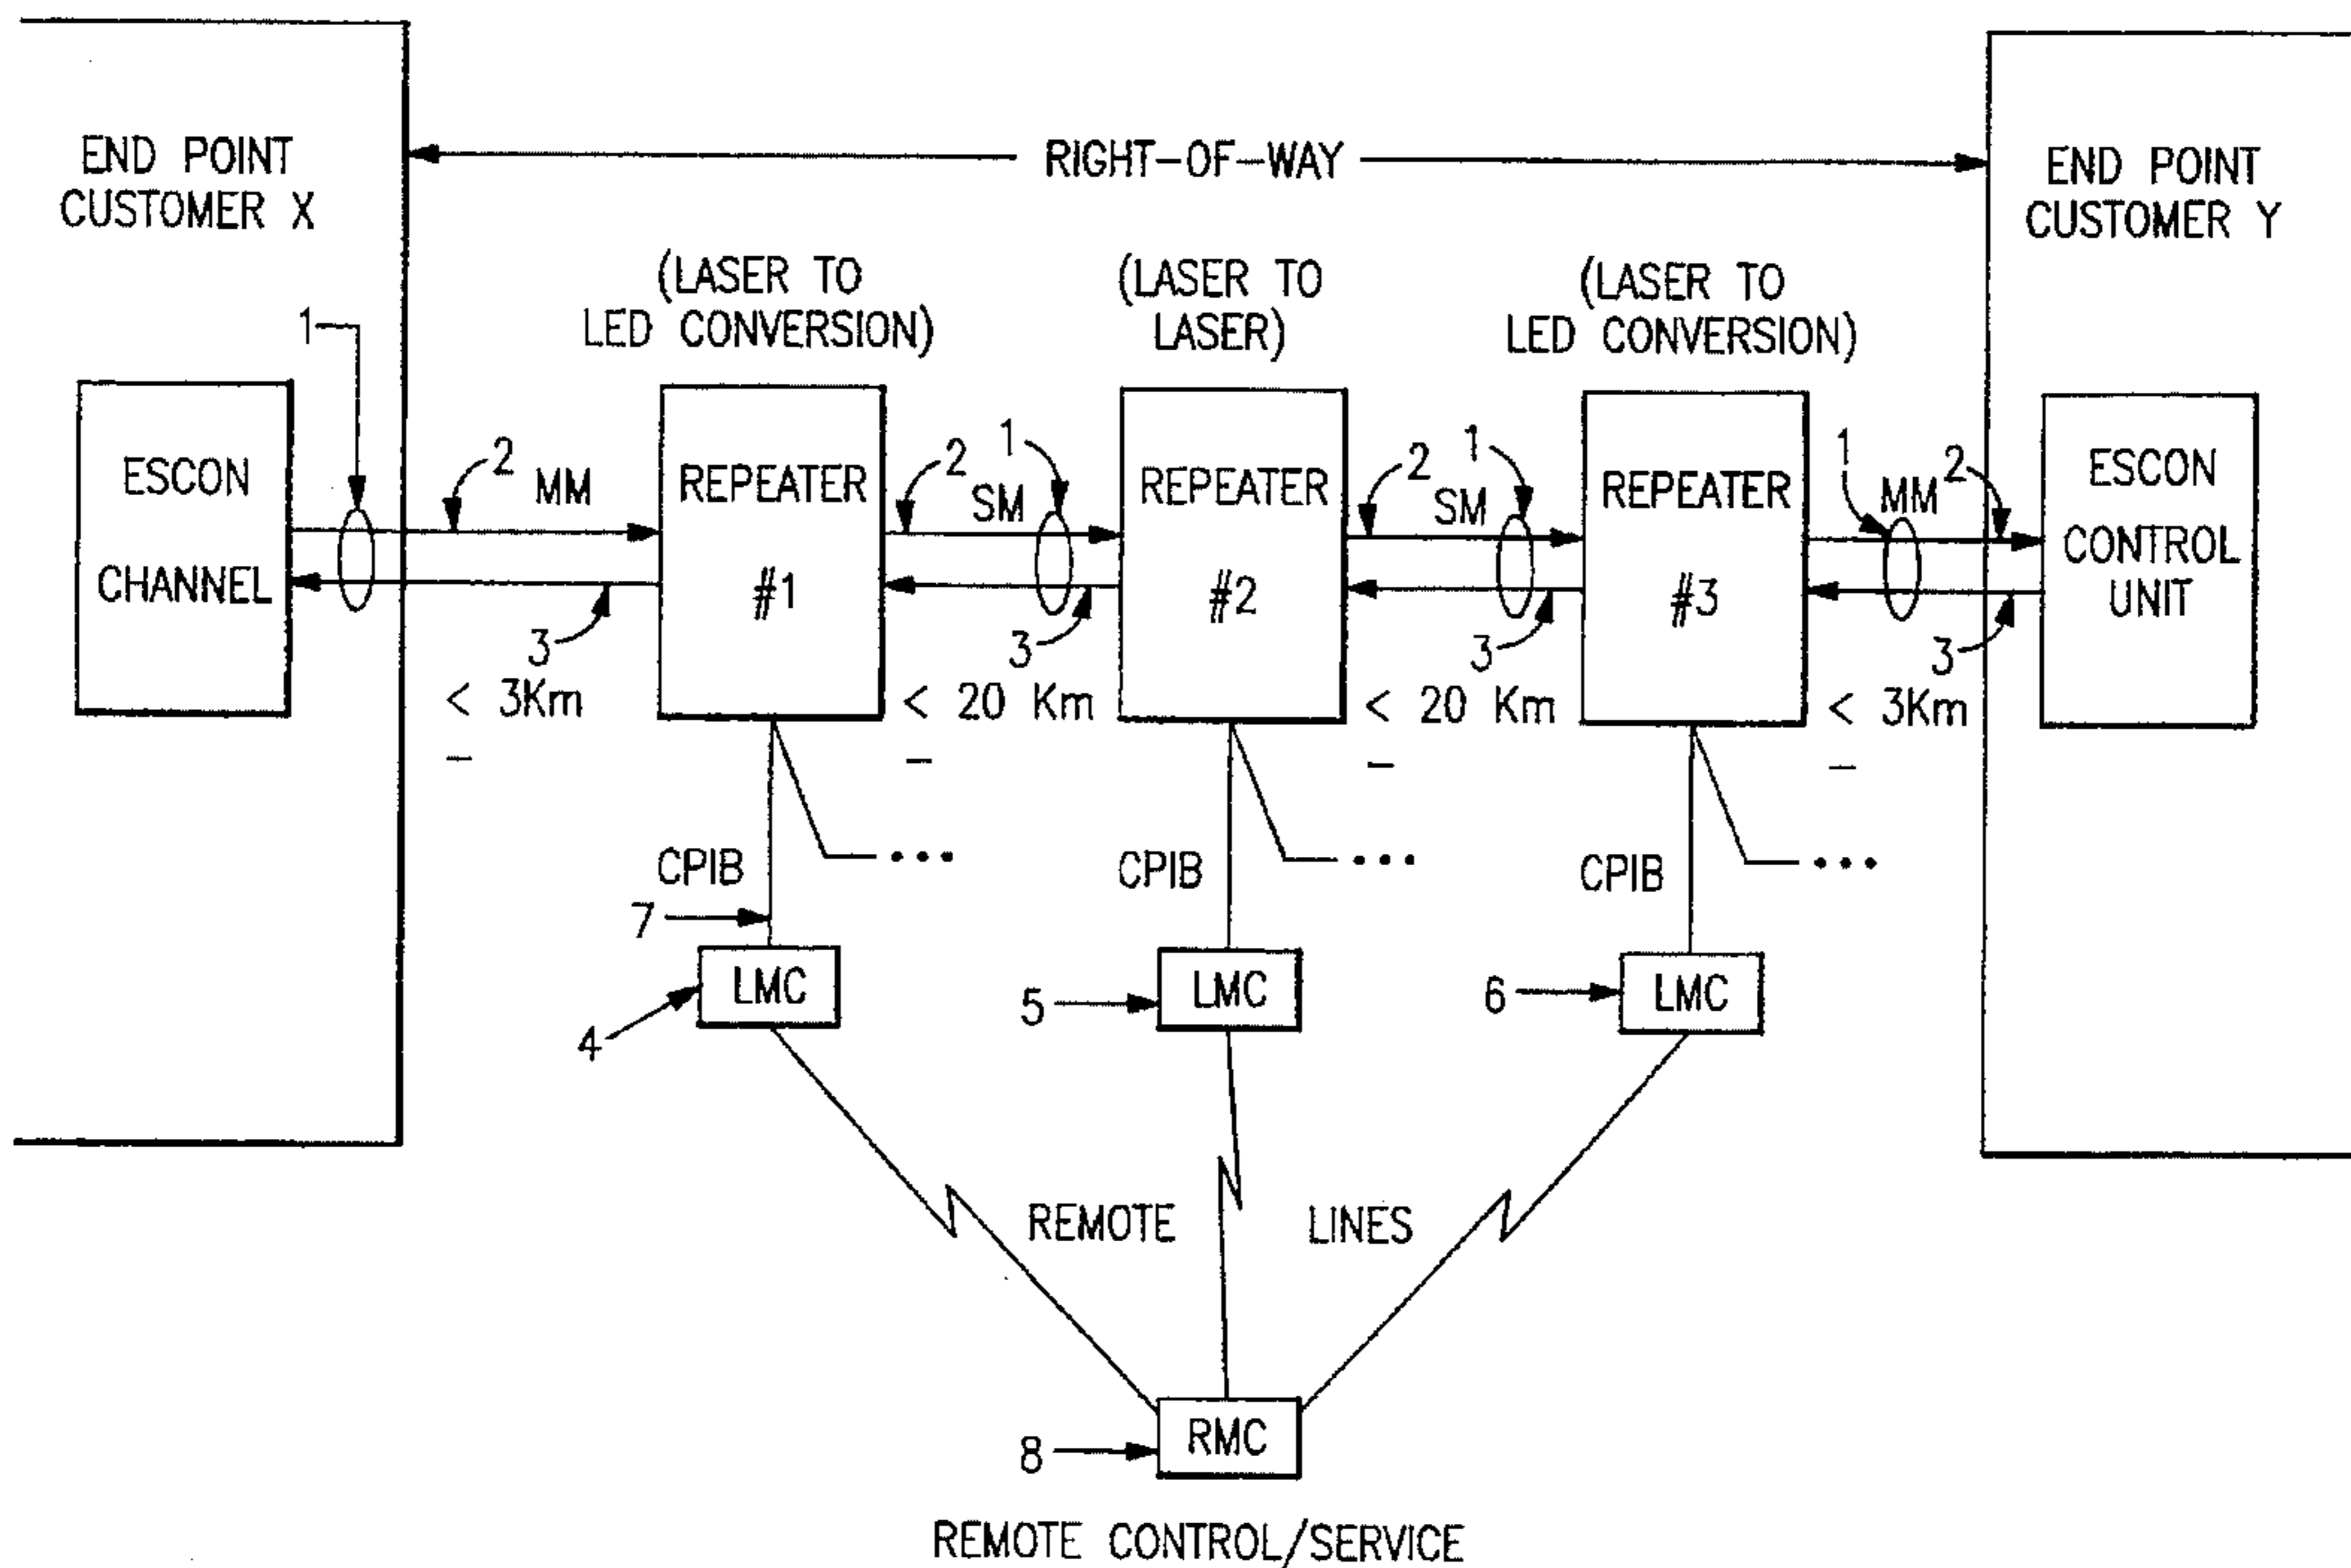 END POINT
CUSTOMER X
RIGHT-OF-WAY
END POINT
CUSTOMER Y
(LASER TO
LED CONVERSION)
(LASER TO
LASER)
(LASER TO
LED CONVERSION)
1
ESCON
CHANNEL
2 MM
3
< 3Km
–
REPEATER
#1
2
SM
1
3
< 20 Km
–
REPEATER
#2
2
SM
1
3
< 20 Km
–
REPEATER
#3
1
MM
2
3
< 3Km
–
ESCON
CONTROL
UNIT
CPIB
7
• • •
CPIB
• • •
CPIB
• • •
4
LMC
5
LMC
6
LMC
REMOTE LINES
8
RMC
REMOTE CONTROL/SERVICE